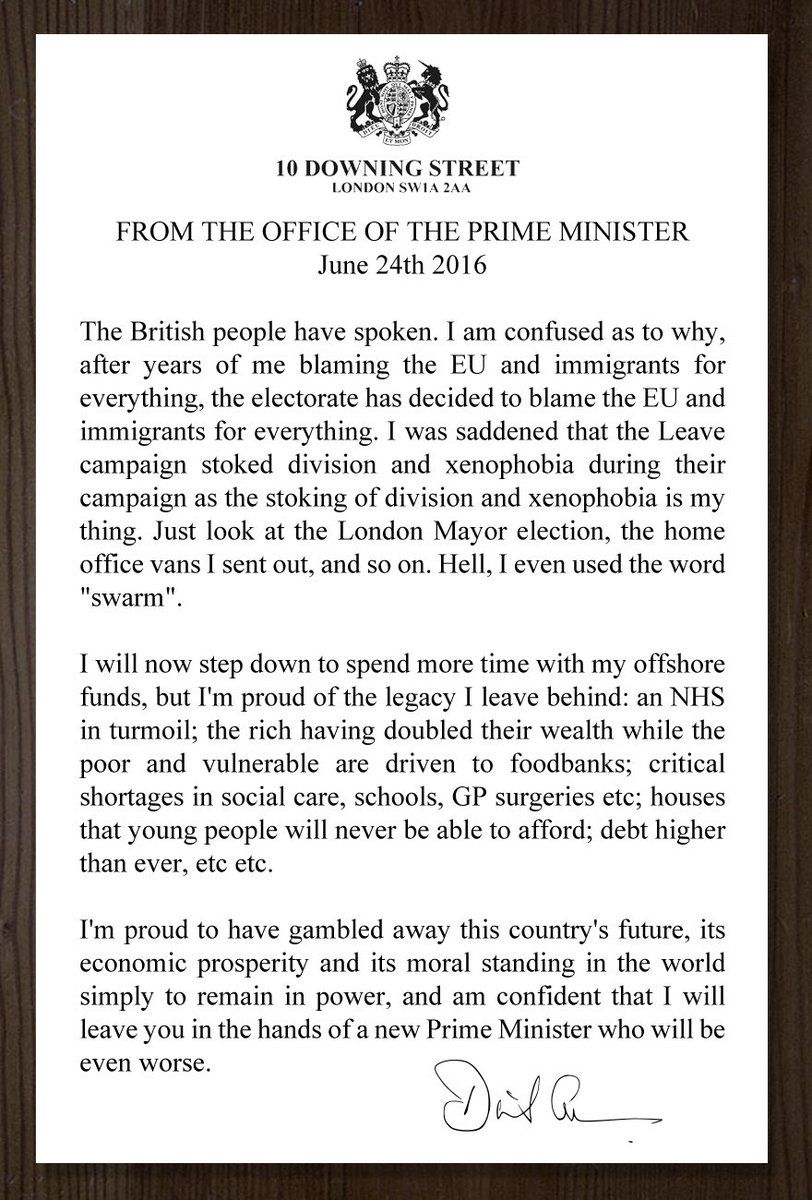 DIEU
ET MON
DROIT
10 DOWNING STREET
LONDON SW1A 2AA
FROM THE OFFICE OF THE PRIME MINISTER
June 24th 2016
The British people have spoken. I am confused as to why,
after years of me blaming the EU and immigrants for
everything, the electorate has decided to blame the EU and
immigrants for everything. I was saddened that the Leave
campaign stoked division and xenophobia during their
campaign as the stoking of division and xenophobia is my
thing. Just look at the London Mayor election, the home
office vans I sent out, and so on. Hell, I even used the word
"swarm".
I will now step down to spend more time with my offshore
funds, but I'm proud of the legacy I leave behind: an NHS
in turmoil; the rich having doubled their wealth while the
poor and vulnerable are driven to foodbanks; critical
shortages in social care, schools, GP surgeries etc; houses
that young people will never be able to afford; debt higher
than ever, etc etc.
I'm proud to have gambled away this country's future, its
economic prosperity and its moral standing in the world
simply to remain in power, and am confident that I will
leave you in the hands of a new Prime Minister who will be
even worse.